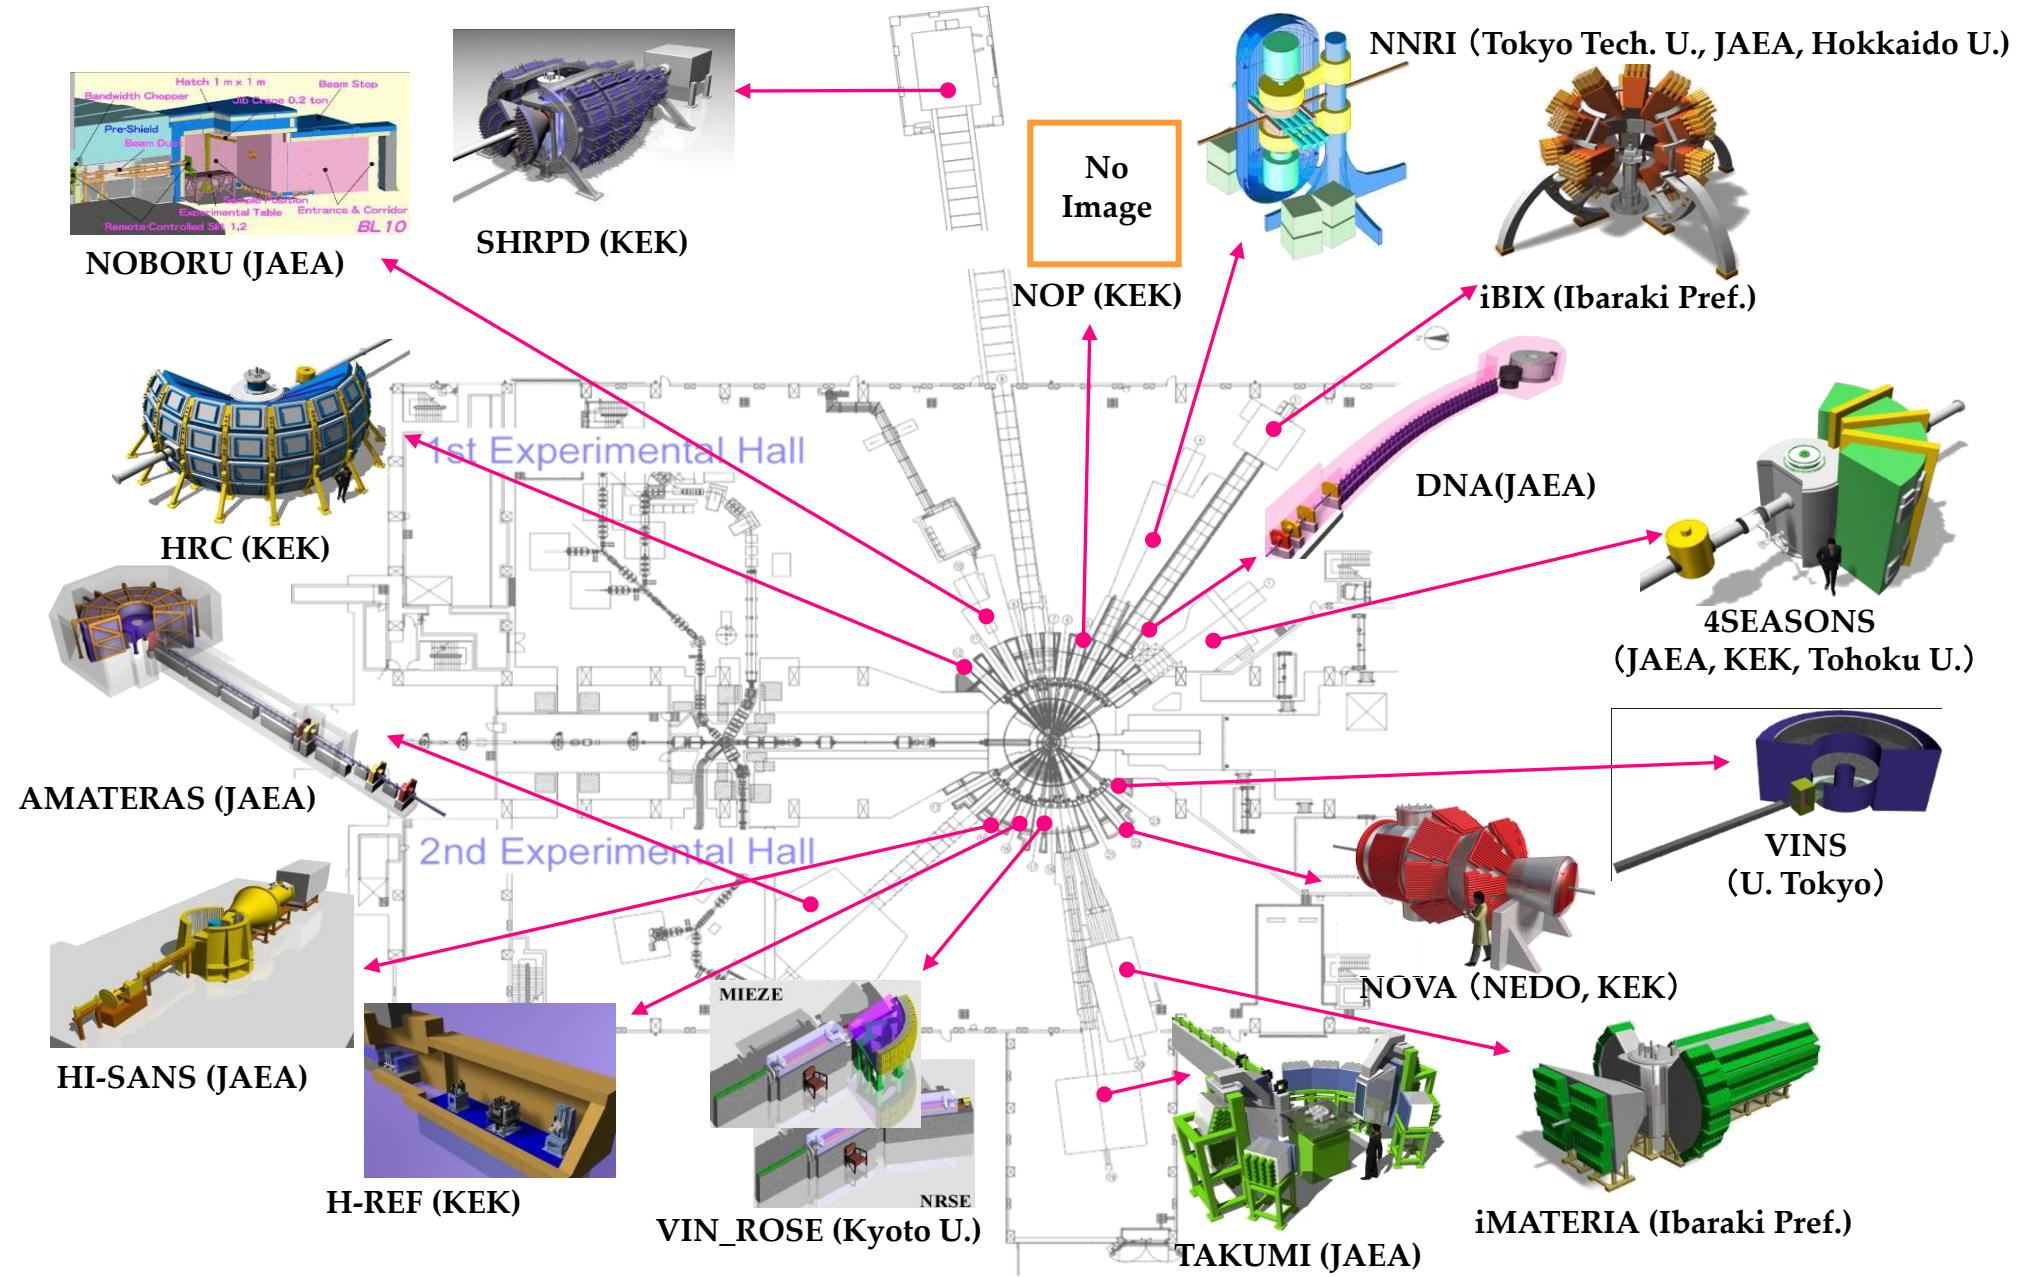 NNRI（Tokyo Tech. U., JAEA, Hokkaido U.)
Hatch 1 m x 1 m
Beam Stop
Bandwidth Chopper
Jib Crane 0.2 ton
Pre-Shield
Beam Duct
Sample Position
Experimental Table
Entrance & Corridor
Remote-Controlled Slit 1,2
BL10
NOBORU (JAEA)
SHRPD (KEK)
No
Image
NOP (KEK)
iBIX (Ibaraki Pref.)
1st Experimental Hall
DNA(JAEA)
HRC (KEK)
4SEASONS
（JAEA, KEK, Tohoku U.）
AMATERAS (JAEA)
2nd Experimental Hall
VINS
（U. Tokyo）
NOVA（NEDO, KEK）
MIEZE
HI-SANS (JAEA)
NRSE
H-REF (KEK)
VIN_ROSE (Kyoto U.)
TAKUMI (JAEA)
iMATERIA (Ibaraki Pref.)